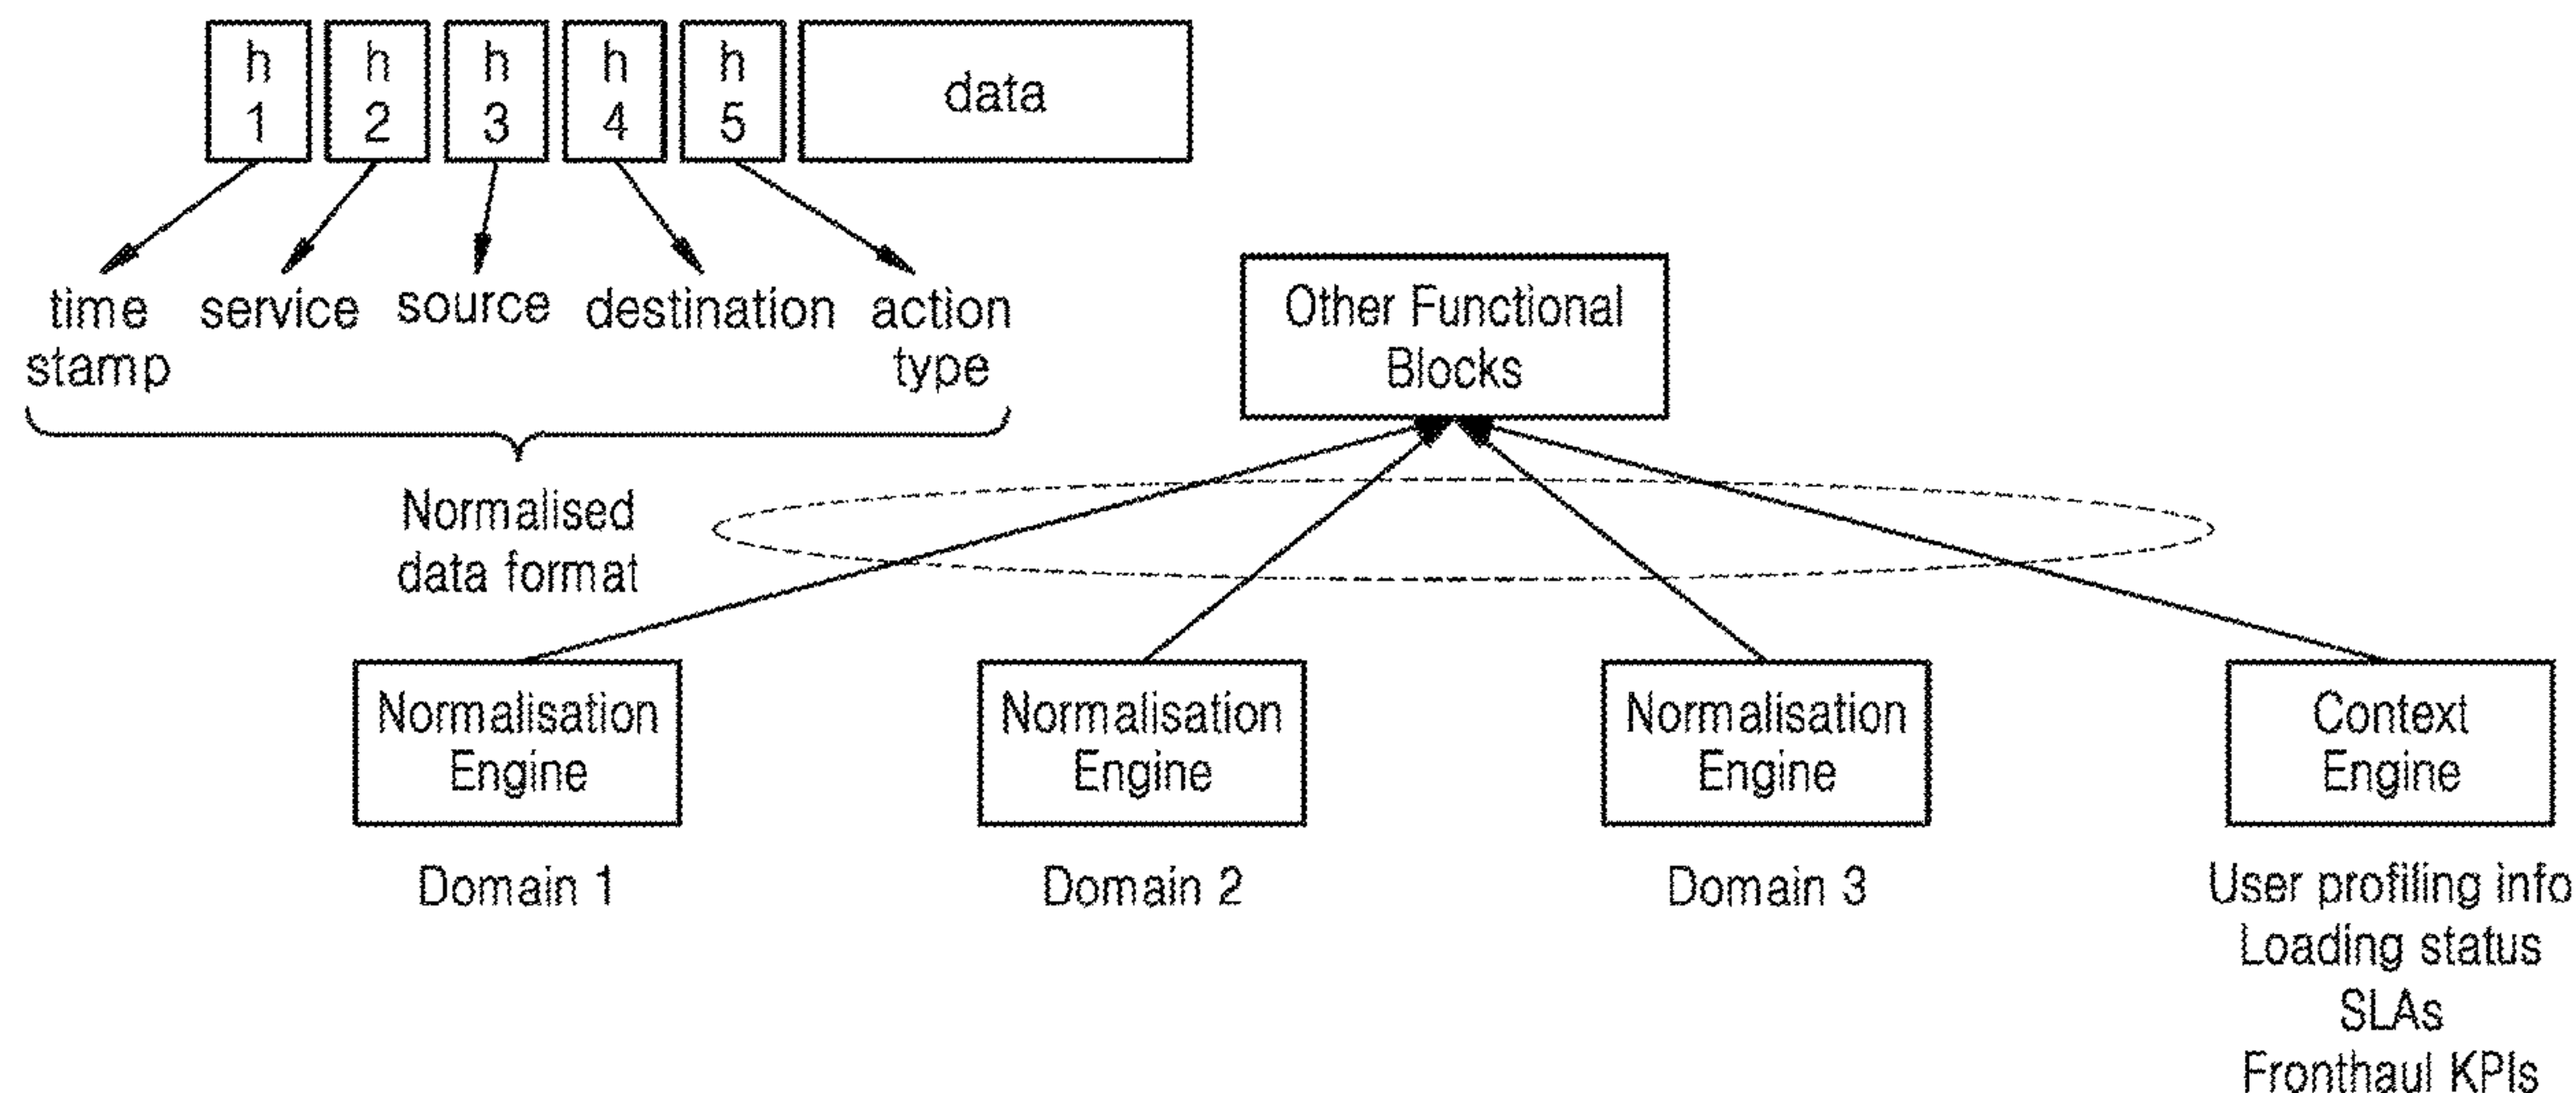 h
1
h
2
h
3
h
4
h
5
data
time
stamp
service
source
destination
action
type
Normalised
data format
Other Functional
Blocks
Normalisation
Engine
Domain 1
Normalisation
Engine
Domain 2
Normalisation
Engine
Domain 3
Context
Engine
User profiling info
Loading status
SLAs
Fronthaul KPIs